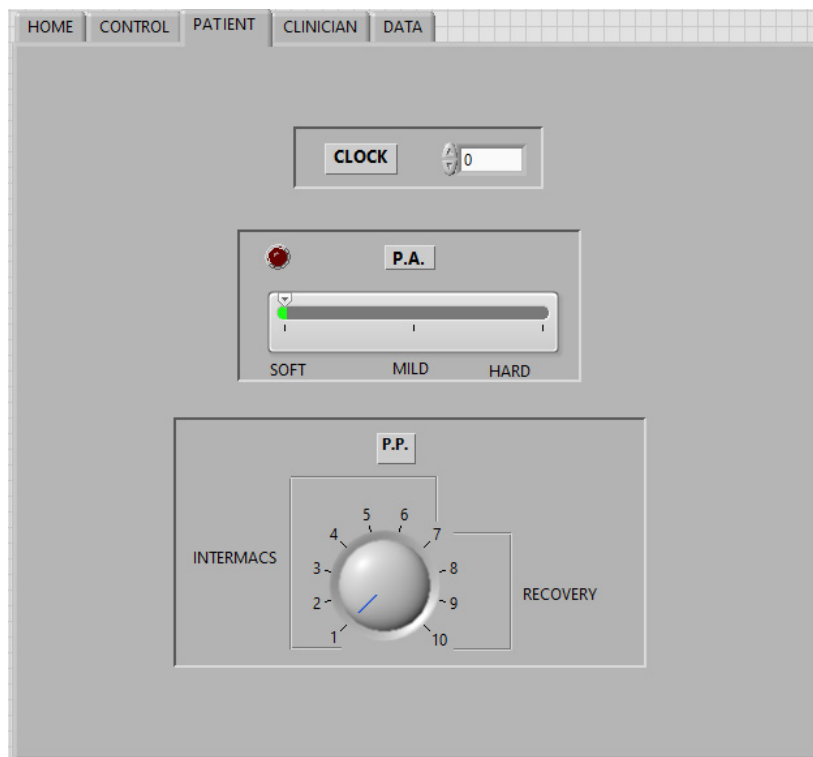 HOME CONTROL PATIENT CLINICIAN DATA
CLOCK 0
P.A.
SOFT MILD HARD
P.P.
5 6
4 7
INTERMACS
3 8
2 9
RECOVERY
1 10